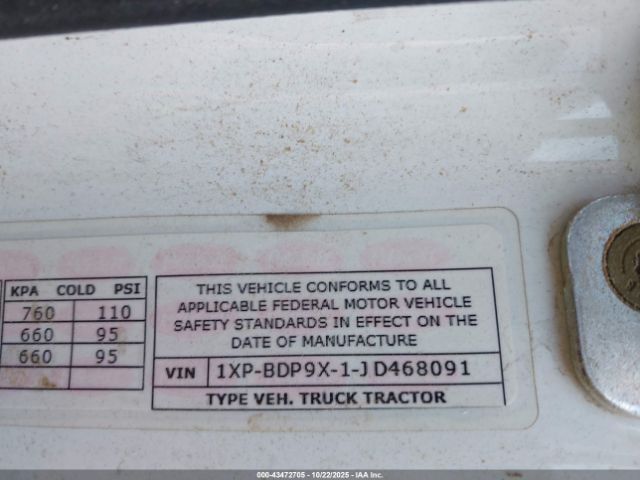 KPA COLD PSI
760 110
660 95
660 95
THIS VEHICLE CONFORMS TO ALL
APPLICABLE FEDERAL MOTOR VEHICLE
SAFETY STANDARDS IN EFFECT ON THE
DATE OF MANUFACTURE
VIN 1XP-BDP9X-1-JD468091
TYPE VEH. TRUCK TRACTOR
00-43472705 - 10/22/2025 - IAA Inc.